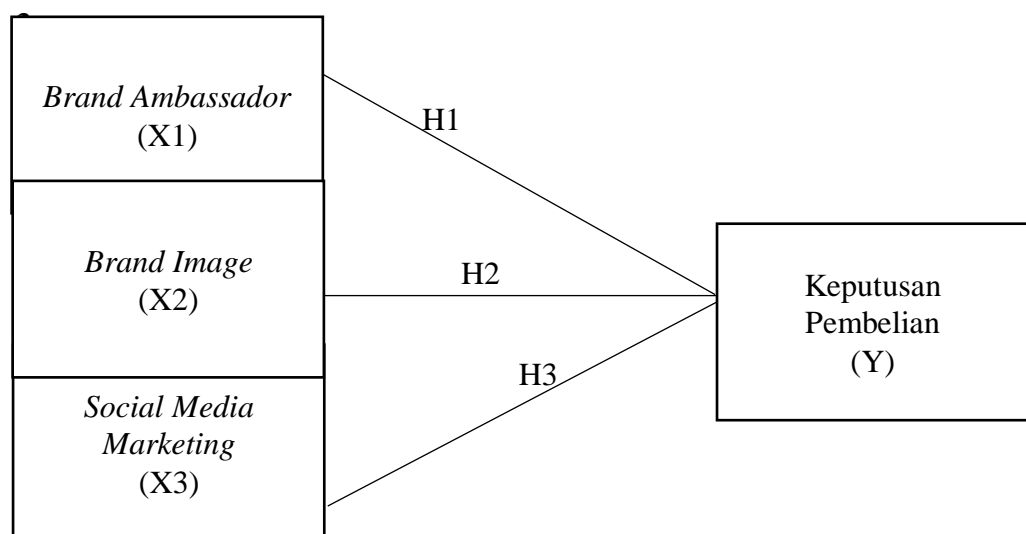 Brand Ambassador
(X1)
H1
Brand Image
(X2)
H2
Keputusan
Pembelian
(Y)
H3
Social Media
Marketing
(X3)